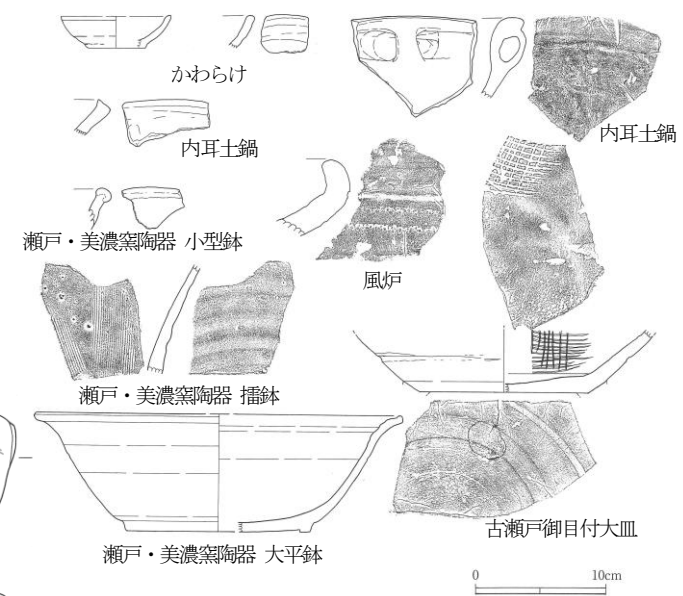 かわらけ
内耳土鍋
内耳土鍋
瀬戸・美濃窯陶器 小型鉢
風炉
瀬戸・美濃窯陶器 擂鉢
古瀬戸御目付大皿
瀬戸・美濃窯陶器 大平鉢
0 10cm